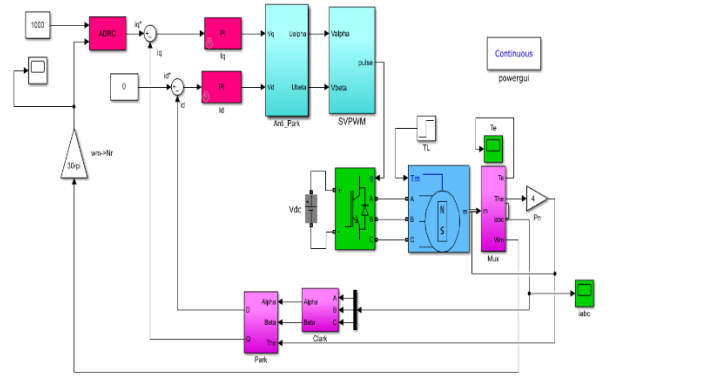 1000
ADRC
iq*
iq
PI
Iq
Vq
Ualpha
Valpha
pulse
Continuous
powergui
0
id*
id
PI
Id
Vd
Ubeta
Vbeta
Anti_Park
SVPWM
30/pi
wm->Nr
TL
Te
Vdc
+
-
g
A
B
C
Tm
A
B
C
N
S
m
m
Te
The
Iabc
Wm
Mux
4
Pn
iabc
D
Q
Alpha
Beta
The
Park
Alpha
Beta
A
B
C
Clark